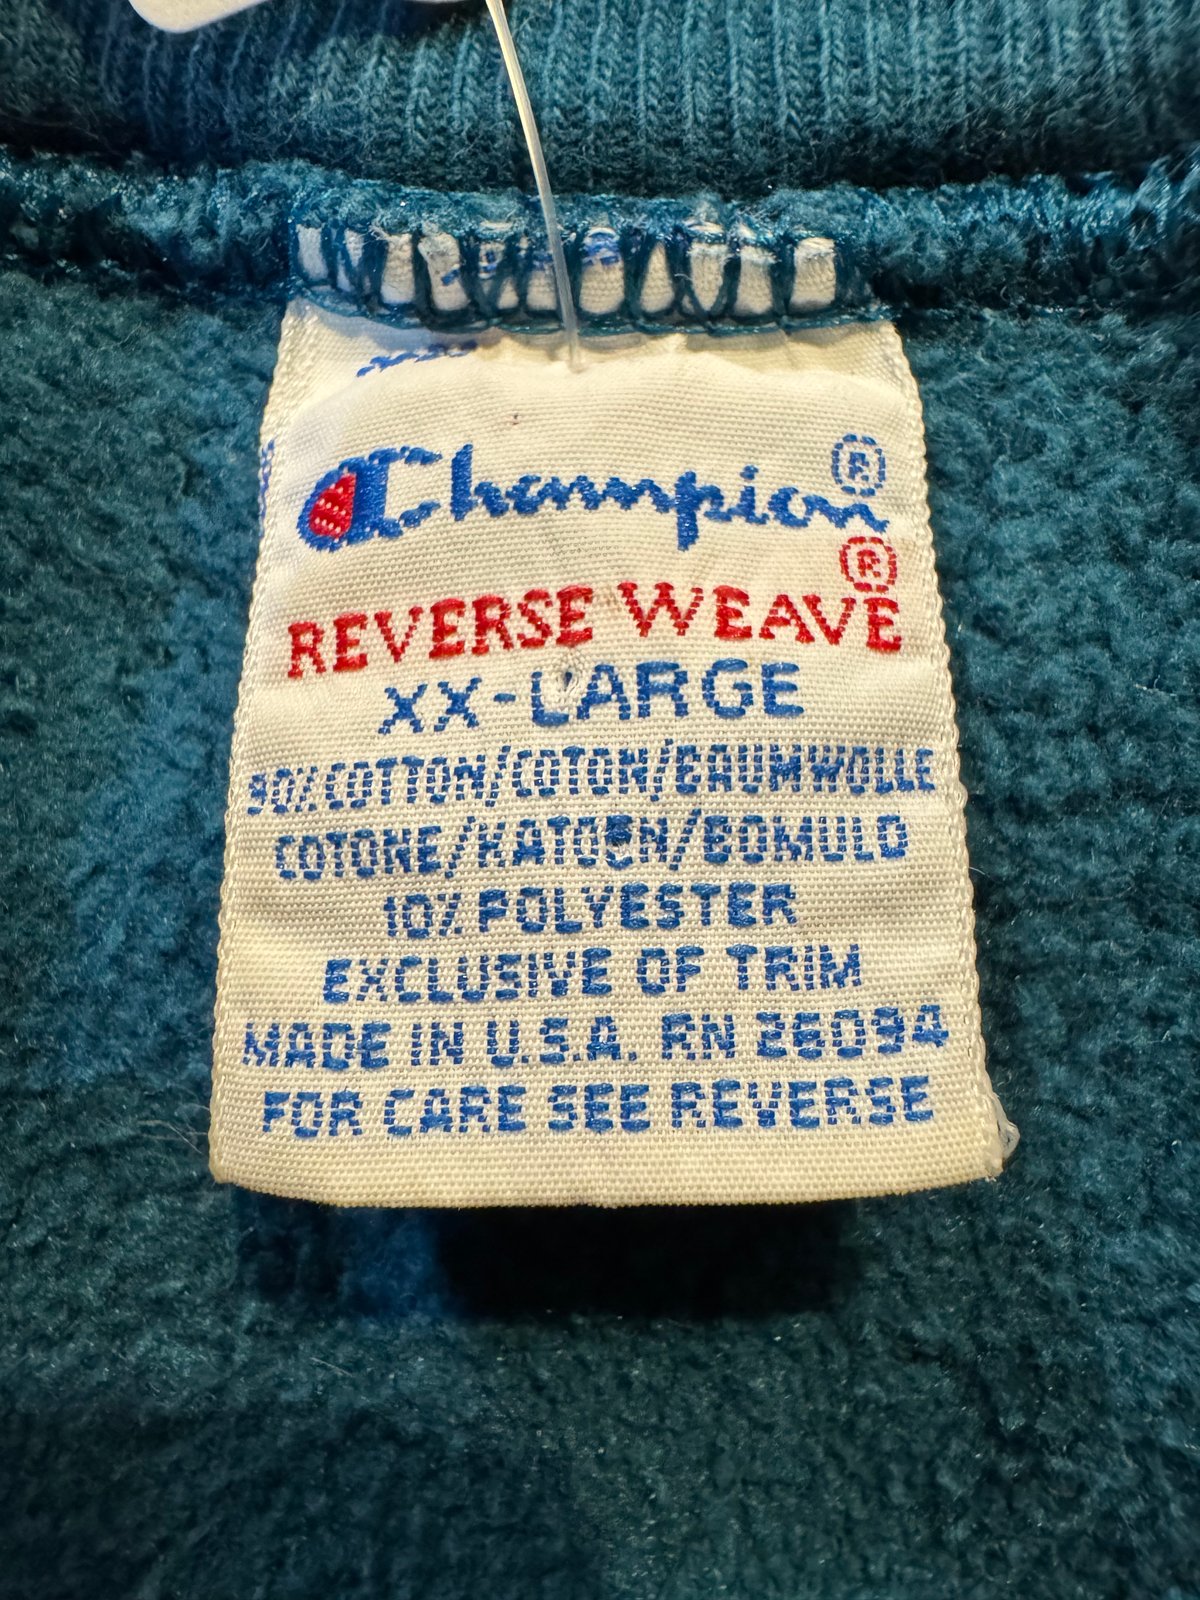 Champion®
REVERSE WEAVE®
XX-LARGE
90% COTTON/COTON/BAUMWOLLE
COTONE/KATOEN/BOMULD
10% POLYESTER
EXCLUSIVE OF TRIM
MADE IN U.S.A. RN 26094
FOR CARE SEE REVERSE